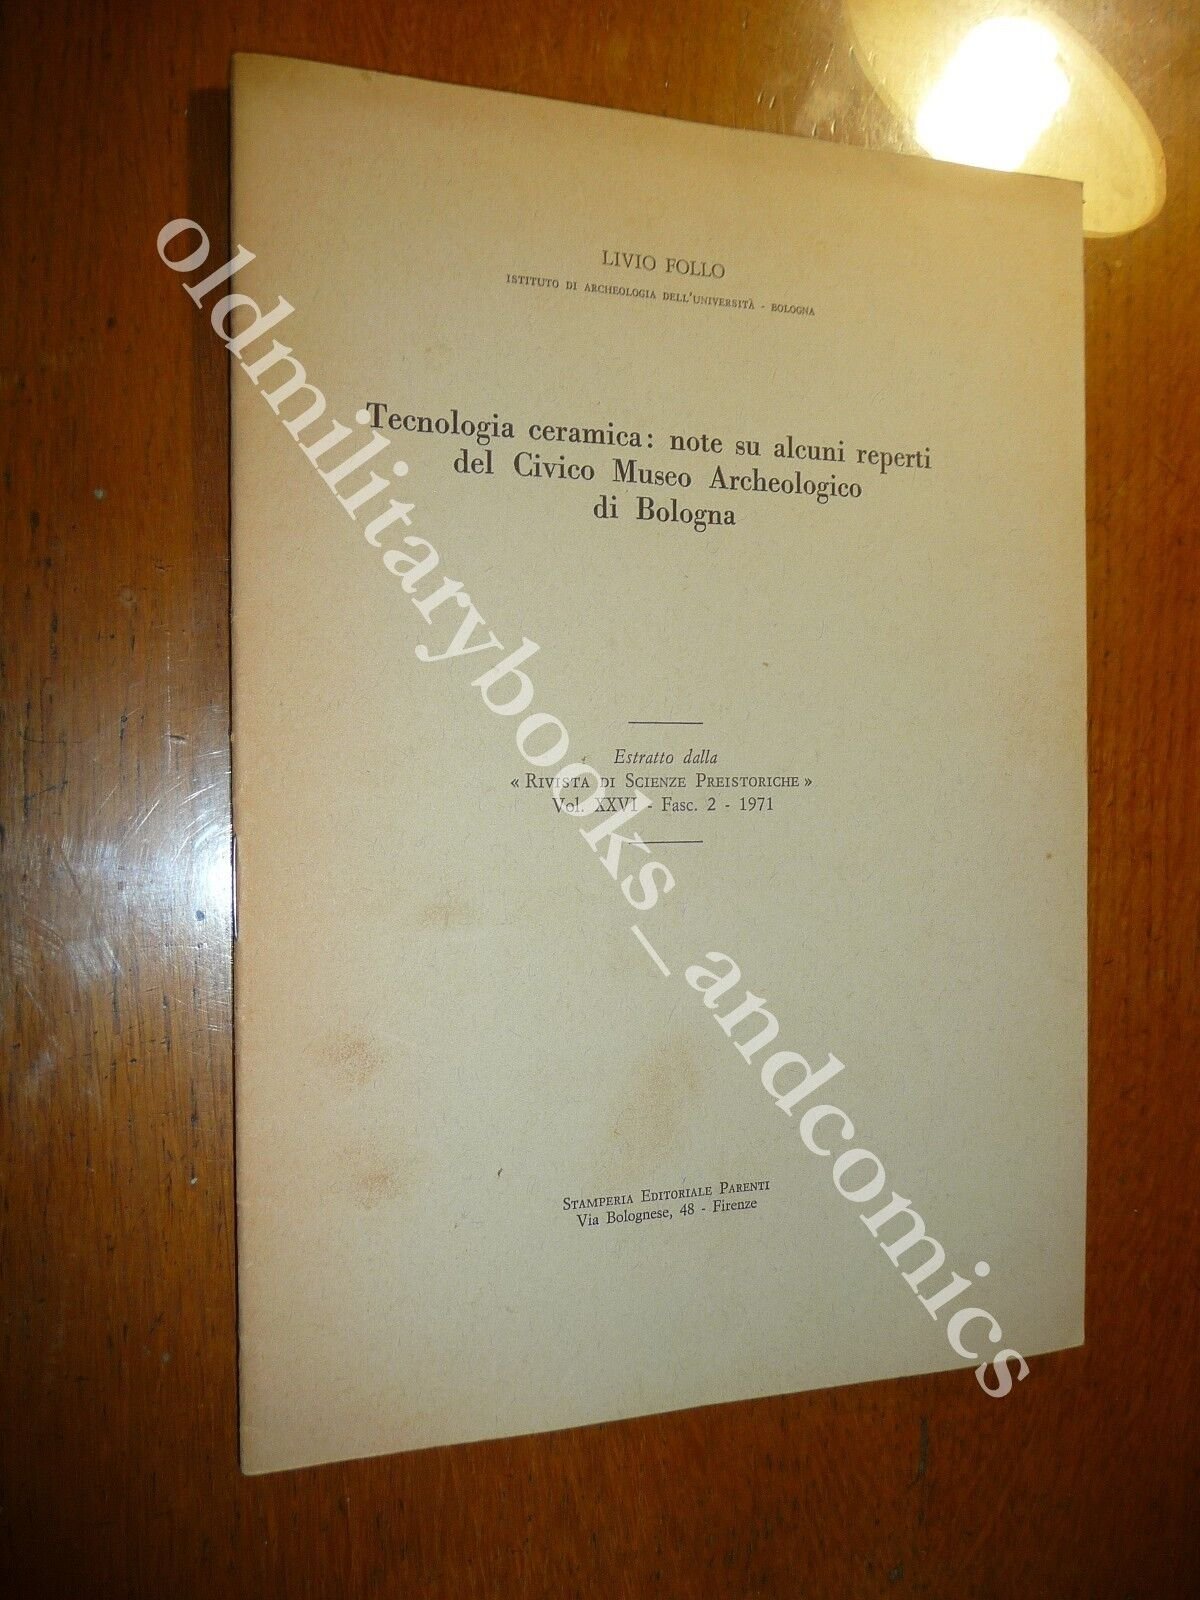 LIVIO FOLLO
ISTITUTO DI ARCHEOLOGIA DELL'UNIVERSITÀ - BOLOGNA
Tecnologia ceramica: note su alcuni reperti
del Civico Museo Archeologico
di Bologna
Estratto dalla
« RIVISTA DI SCIENZE PREISTORICHE »
Vol. XXVI - Fasc. 2 - 1971
STAMPERIA EDITORIALE PARENTI
Via Bolognese, 48 - Firenze
oldmilitarybooks_andcomics